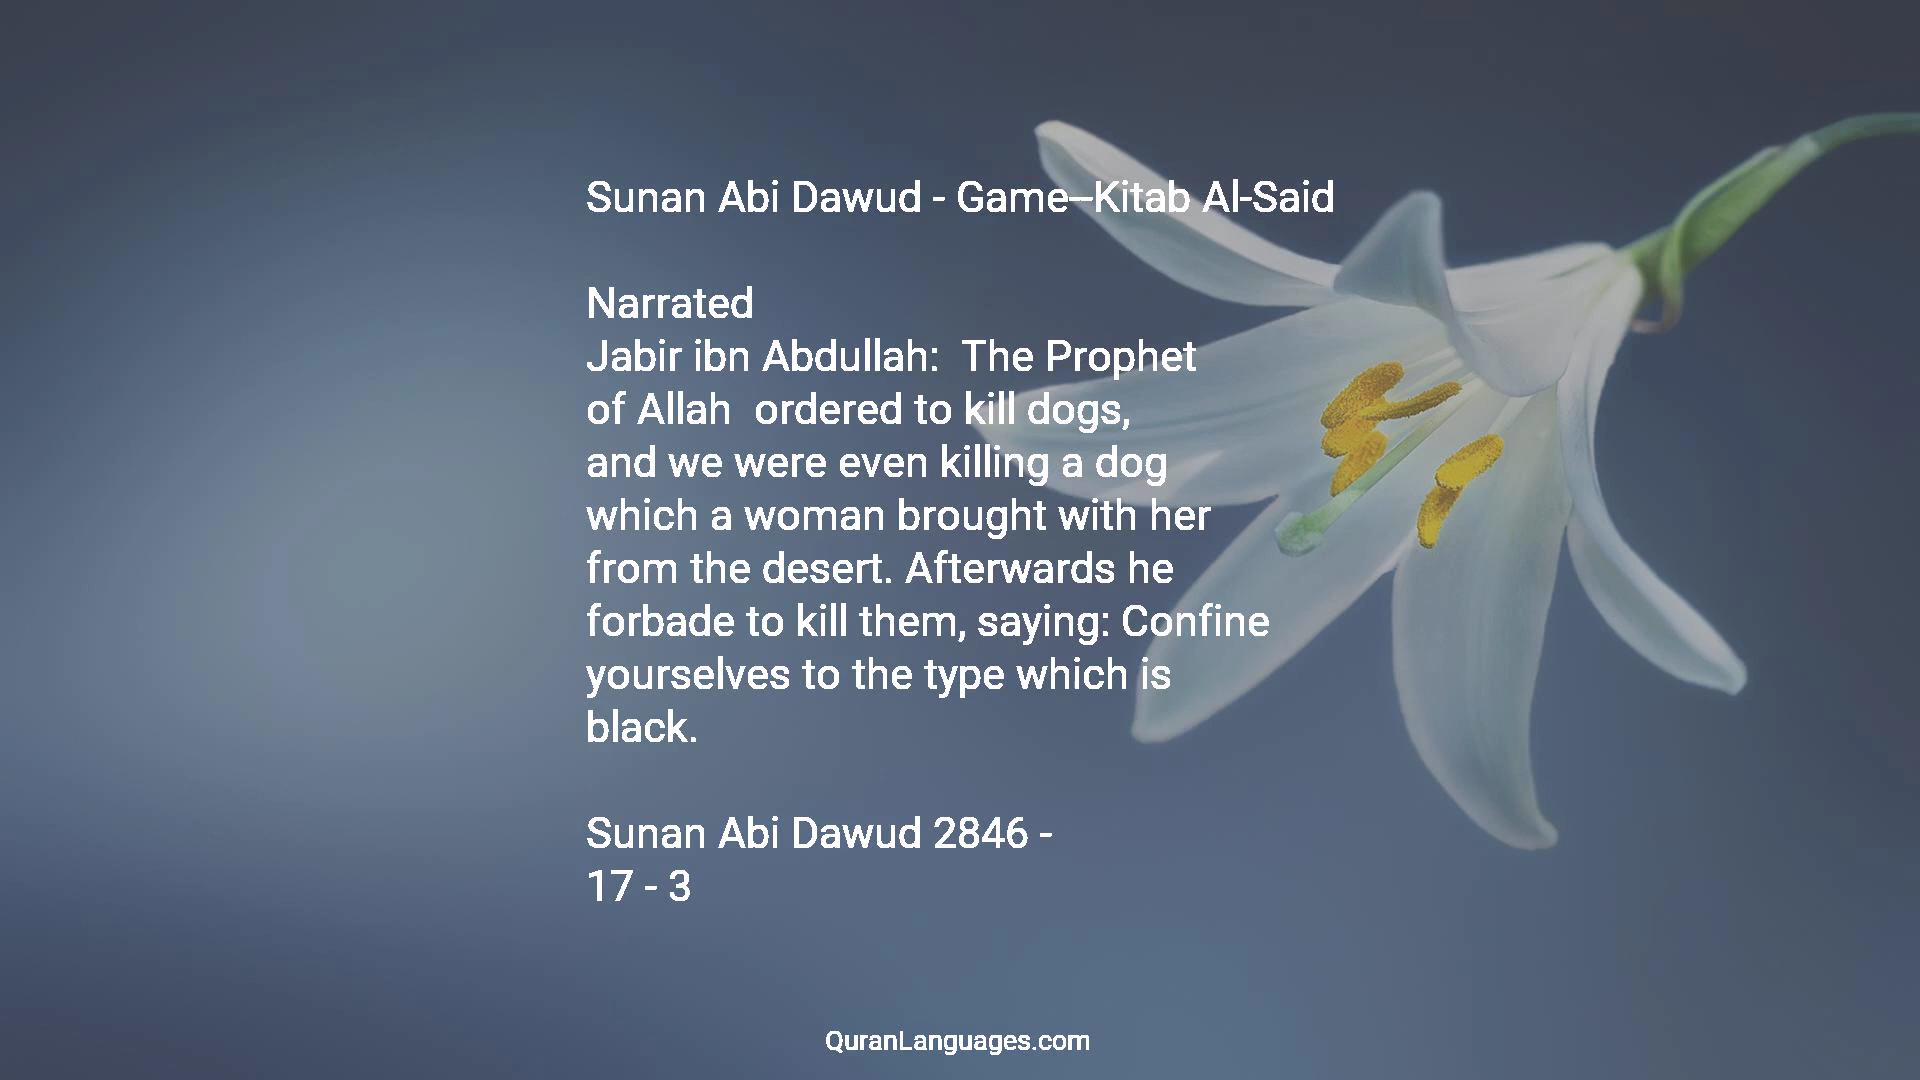 Sunan Abi Dawud - Game--Kitab Al-Said
Narrated
Jabir ibn Abdullah:  The Prophet
of Allah  ordered to kill dogs,
and we were even killing a dog
which a woman brought with her
from the desert. Afterwards he
forbade to kill them, saying: Confine
yourselves to the type which is
black.
Sunan Abi Dawud 2846 -
17 - 3
QuranLanguages.com